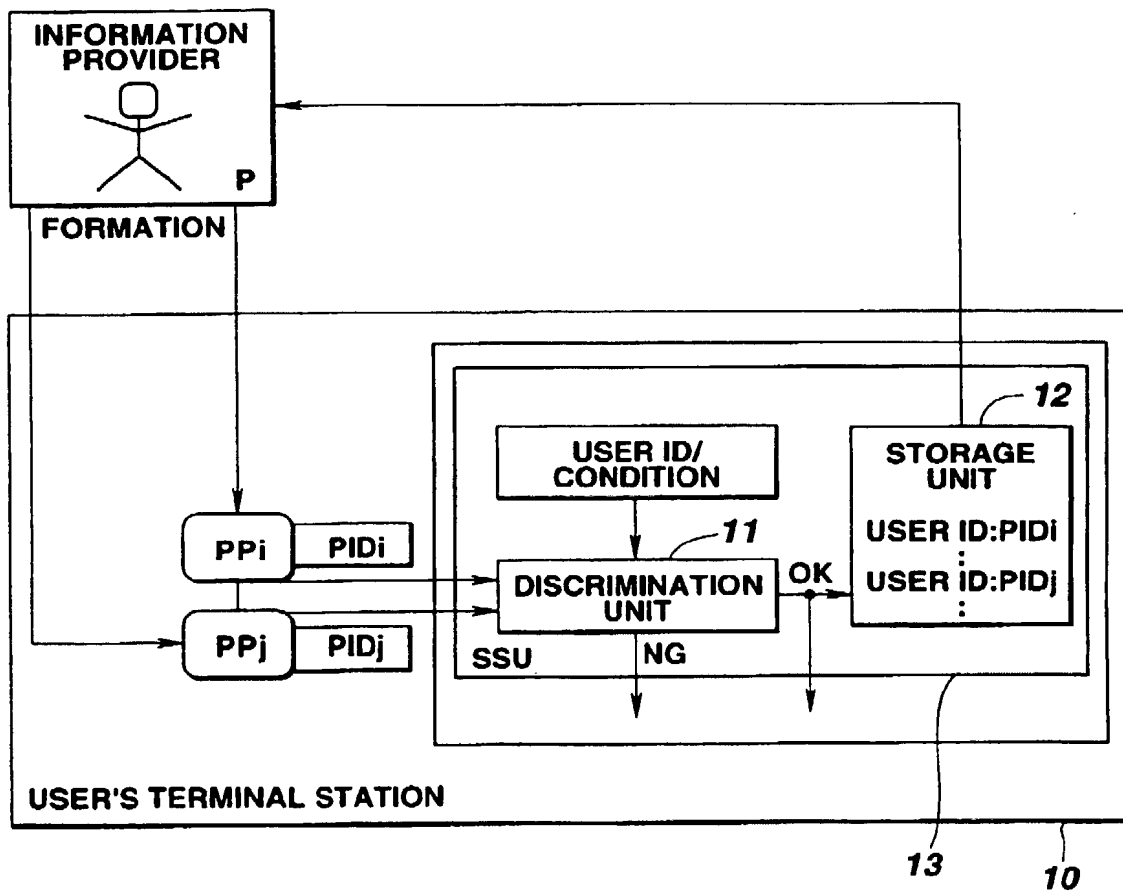 INFORMATION
PROVIDER
P
FORMATION
12
USER ID/
CONDITION
STORAGE
UNIT
USER ID:PIDi
USER ID:PIDj
11
PPi
PIDi
DISCRIMINATION
UNIT
OK
PPj
PIDj
SSU
NG
USER'S TERMINAL STATION
13
10